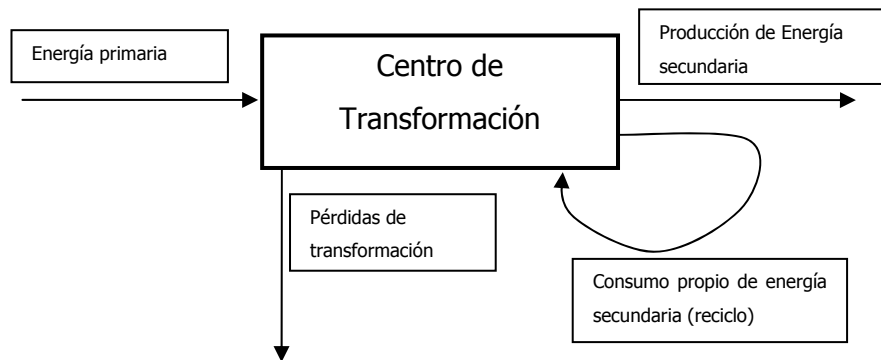 Energía primaria
Centro de
Transformación
Producción de Energía
secundaria
Pérdidas de
transformación
Consumo propio de energía
secundaria (reciclo)